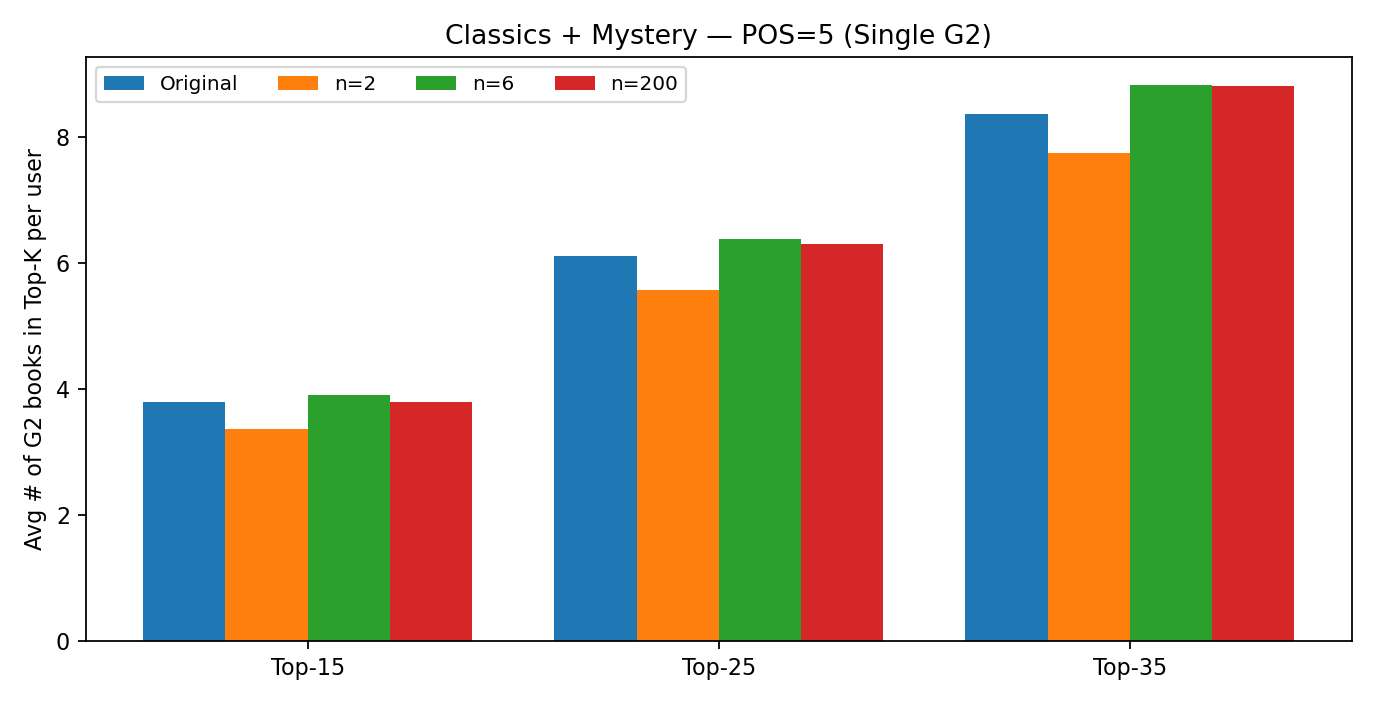 Classics + Mystery — POS=5 (Single G2)
Original n=2 n=6 n=200
Avg # of G2 books in Top-K per user
8
6
4
2
0
Top-15 Top-25 Top-35